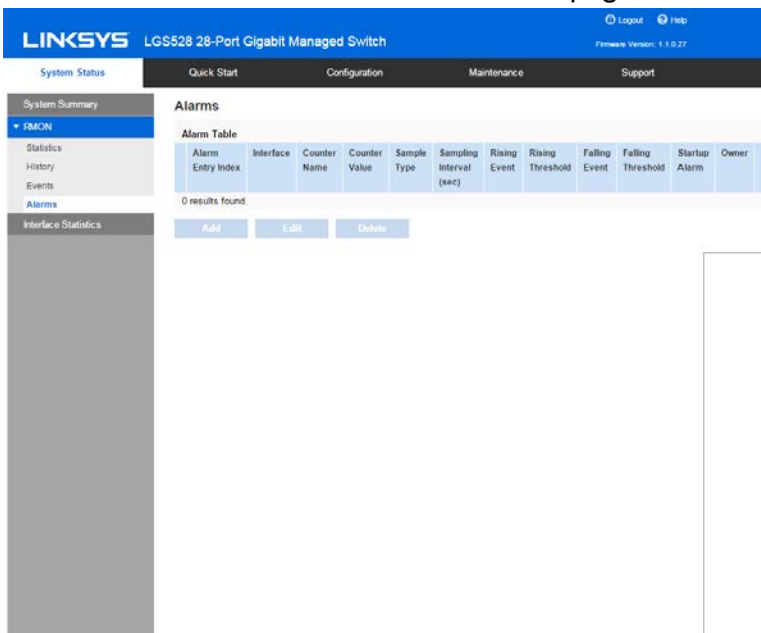 pag
Logout Help
LINKSYS LGS528 28-Port Gigabit Managed Switch
Firmware Version: 1.1.0.27
System Status Quick Start Configuration Maintenance Support
System Summary
RMON
Statistics
History
Events
Alarms
Interface Statistics
Alarms
Alarm Table
Alarm Entry Index Interface Counter Name Counter Value Sample Type Sampling Interval (sec) Rising Event Rising Threshold Falling Event Falling Threshold Startup Alarm Owner
0 results found.
Add Edit Delete